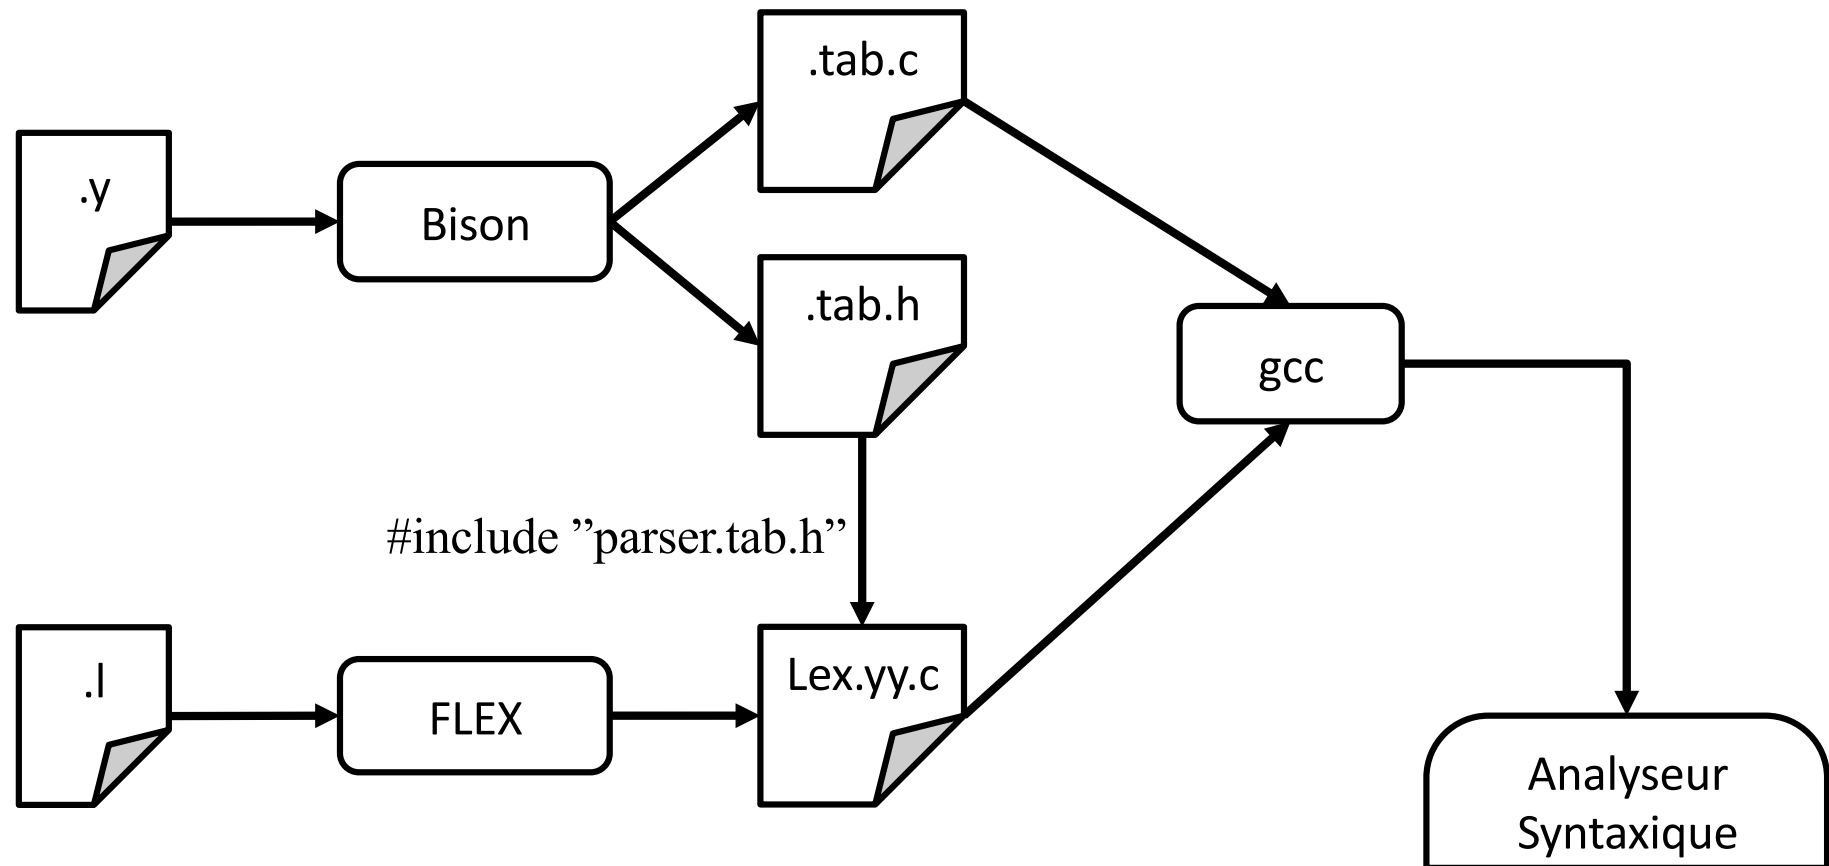 .tab.c
.y
Bison
.tab.h
gcc
#include ”parser.tab.h”
.l
FLEX
Lex.yy.c
Analyseur
Syntaxique